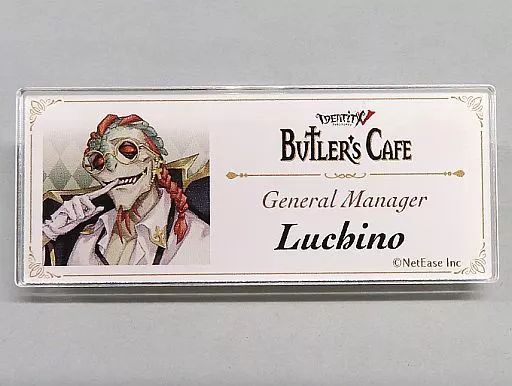 IDENTITY V
BUTLER'S CAFE
General Manager
Luchino
©NetEase Inc